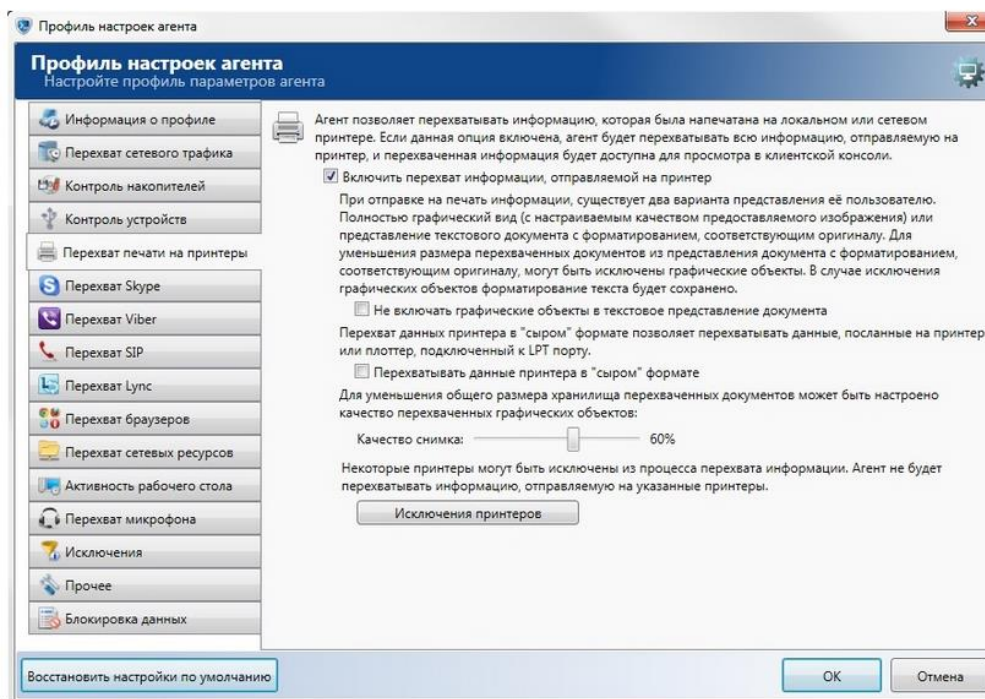 Профиль настроек агента
Профиль настроек агента
Настройте профиль параметров агента
Информация о профиле
Перехват сетевого трафика
Контроль накопителей
Контроль устройств
Перехват печати на принтеры
Перехват Skype
Перехват Viber
Перехват SIP
Перехват Lync
Перехват браузеров
Перехват сетевых ресурсов
Активность рабочего стола
Перехват микрофона
Исключения
Прочее
Блокировка данных
Агент позволяет перехватывать информацию, которая была напечатана на локальном или сетевом
принтере. Если данная опция включена, агент будет перехватывать всю информацию, отправляемую на
принтер, и перехваченная информация будет доступна для просмотра в клиентской консоли.
Включить перехват информации, отправляемой на принтер
При отправке на печать информации, существует два варианта представления её пользователю.
Полностью графический вид (с настраиваемым качеством предоставляемого изображения) или
представление текстового документа с форматированием, соответствующим оригиналу. Для
уменьшения размера перехваченных документов из представления документа с форматированием,
соответствующим оригиналу, могут быть исключены графические объекты. В случае исключения
графических объектов форматирование текста будет сохранено.
Не включать графические объекты в текстовое представление документа
Перехват данных принтера в "сыром" формате позволяет перехватывать данные, посланные на принтер
или плоттер, подключенный к LPT порту.
Перехватывать данные принтера в "сыром" формате
Для уменьшения общего размера хранилища перехваченных документов может быть настроено
качество перехваченных графических объектов:
Качество снимка: 60%
Некоторые принтеры могут быть исключены из процесса перехвата информации. Агент не будет
перехватывать информацию, отправляемую на указанные принтеры.
Исключения принтеров
Восстановить настройки по умолчанию
ОК
Отмена